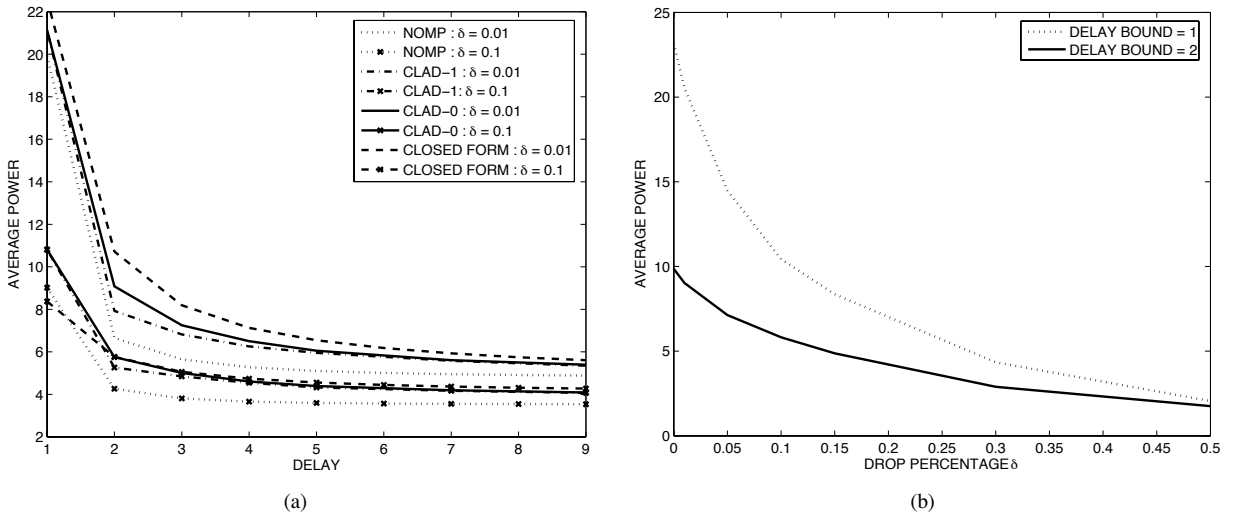 22
20
18
16
14
12
10
8
6
4
2
AVERAGE POWER
1 2 3 4 5 6 7 8 9
DELAY
NOMP : δ = 0.01
NOMP : δ = 0.1
CLAD−1 : δ = 0.01
CLAD−1: δ = 0.1
CLAD−0 : δ = 0.01
CLAD−0 : δ = 0.1
CLOSED FORM : δ = 0.01
CLOSED FORM : δ = 0.1
(a)
25
20
15
10
5
0
AVERAGE POWER
0 0.05 0.1 0.15 0.2 0.25 0.3 0.35 0.4 0.45 0.5
DROP PERCENTAGE δ
DELAY BOUND = 1
DELAY BOUND = 2
(b)